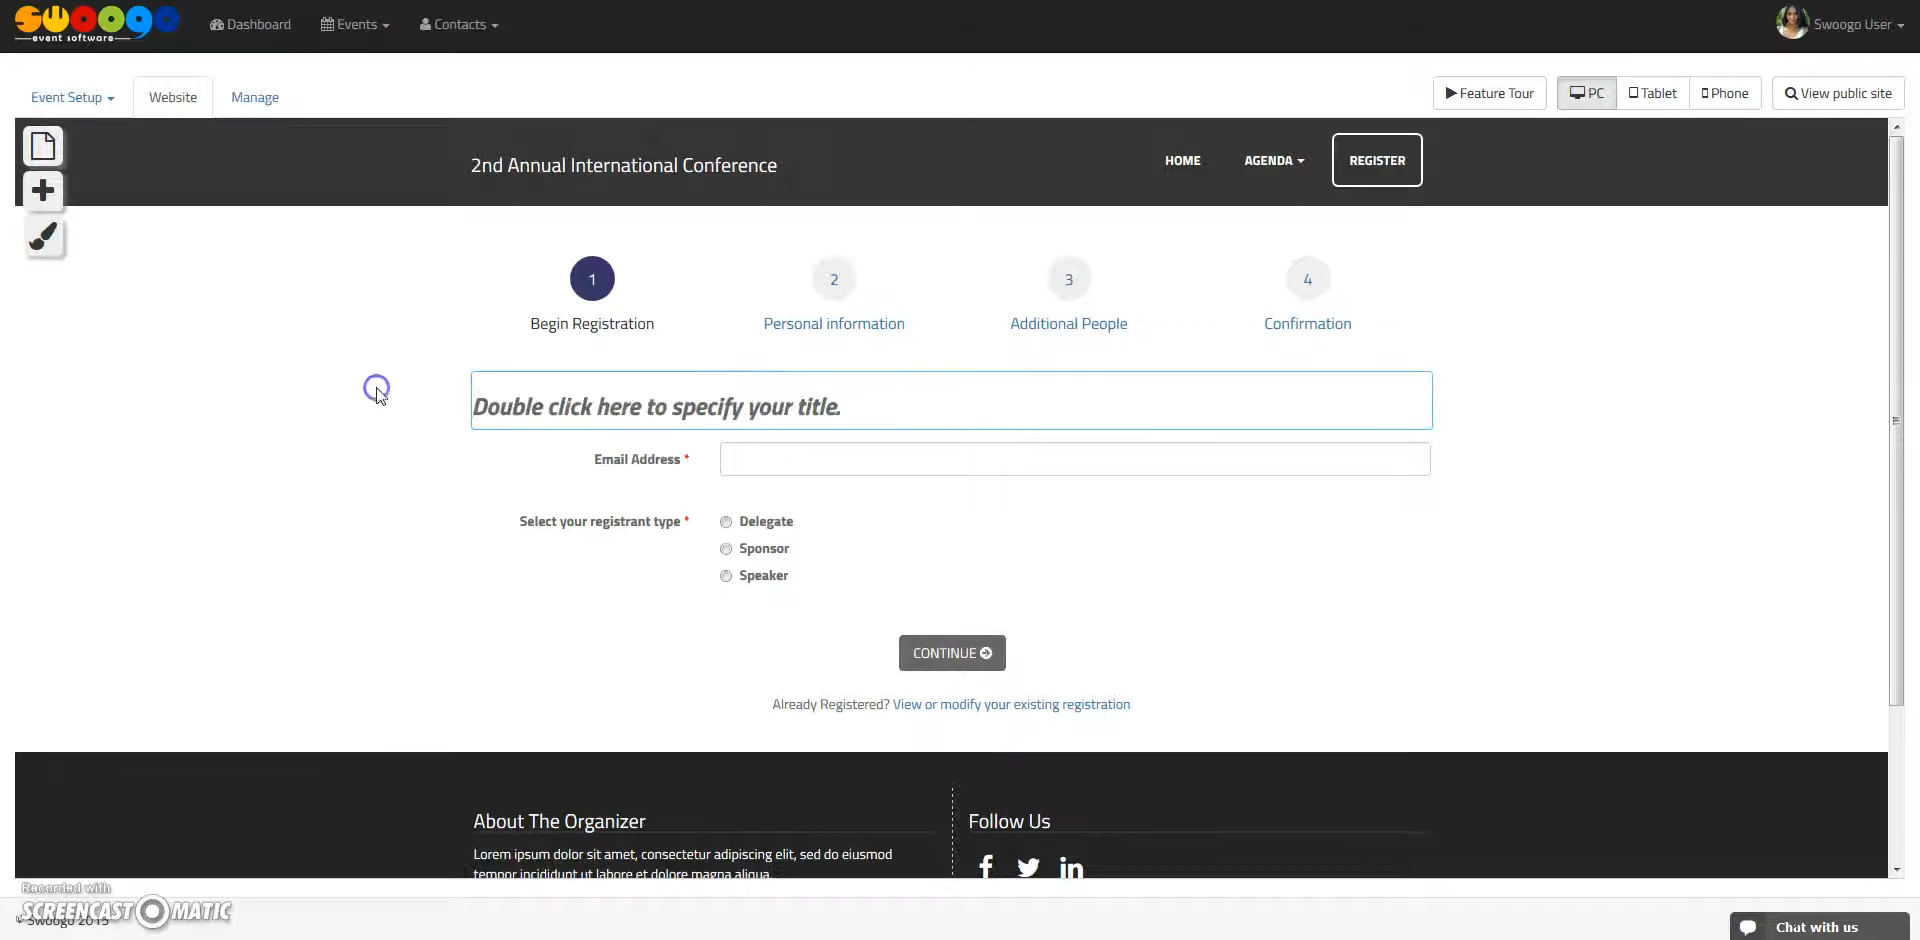 swoogo
event software
Dashboard
Events
Contacts
Swoogo User
Event Setup
Website
Manage
Feature Tour
PC
Tablet
Phone
View public site
2nd Annual International Conference
HOME
AGENDA
REGISTER
1
2
3
4
Begin Registration
Personal information
Additional People
Confirmation
Double click here to specify your title.
Email Address *
Select your registrant type *
Delegate
Sponsor
Speaker
CONTINUE
Already Registered? View or modify your existing registration
About The Organizer
Follow Us
Lorem ipsum dolor sit amet, consectetur adipiscing elit, sed do eiusmod
tempor incididunt ut labore et dolore magna aliqua.
Recorded with
SCREENCAST-O-MATIC
© Swoogo 2015
Chat with us